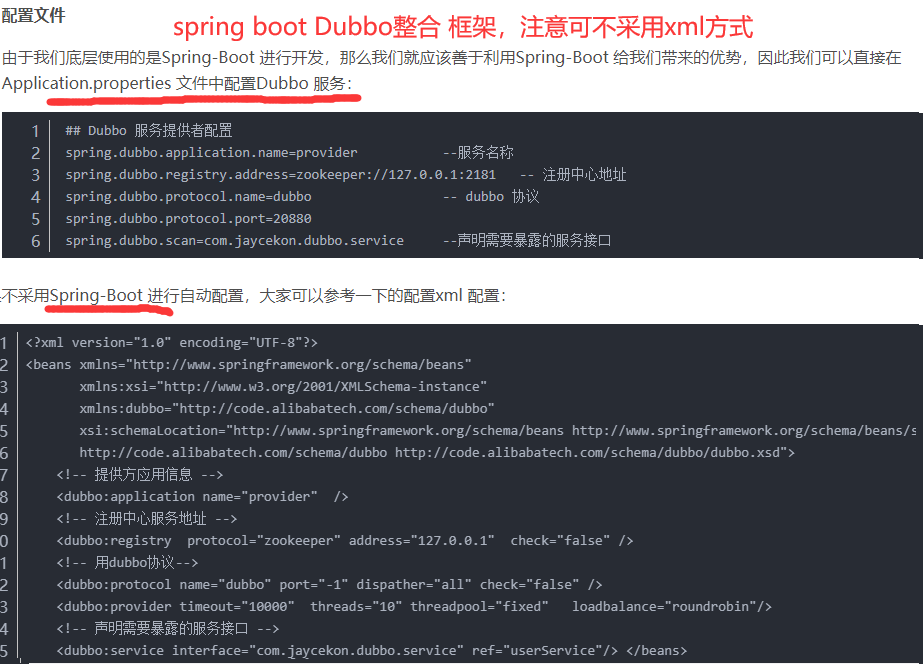 配置文件
spring boot Dubbo整合 框架，注意可不采用xml方式
由于我们底层使用的是Spring-Boot 进行开发，那么我们就应该善于利用Spring-Boot 给我们带来的优势，因此我们可以直接在
Application.properties 文件中配置Dubbo 服务：
1 ## Dubbo 服务提供者配置
2 spring.dubbo.application.name=provider --服务名称
3 spring.dubbo.registry.address=zookeeper://127.0.0.1:2181 -- 注册中心地址
4 spring.dubbo.protocol.name=dubbo -- dubbo 协议
5 spring.dubbo.protocol.port=20880
6 spring.dubbo.scan=com.jaycekon.dubbo.service --声明需要暴露的服务接口
不采用Spring-Boot 进行自动配置，大家可以参考一下的配置xml 配置：
1 <?xml version="1.0" encoding="UTF-8"?>
2 <beans xmlns="http://www.springframework.org/schema/beans"
3 xmlns:xsi="http://www.w3.org/2001/XMLSchema-instance"
4 xmlns:dubbo="http://code.alibabatech.com/schema/dubbo"
5 xsi:schemaLocation="http://www.springframework.org/schema/beans http://www.springframework.org/schema/beans/s
6 http://code.alibabatech.com/schema/dubbo http://code.alibabatech.com/schema/dubbo/dubbo.xsd">
7 <!-- 提供方应用信息 -->
8 <dubbo:application name="provider" />
9 <!-- 注册中心服务地址 -->
0 <dubbo:registry protocol="zookeeper" address="127.0.0.1" check="false" />
1 <!-- 用dubbo协议-->
2 <dubbo:protocol name="dubbo" port="-1" dispather="all" check="false" />
3 <dubbo:provider timeout="10000" threads="10" threadpool="fixed" loadbalance="roundrobin"/>
4 <!-- 声明需要暴露的服务接口 -->
5 <dubbo:service interface="com.jaycekon.dubbo.service" ref="userService"/> </beans>